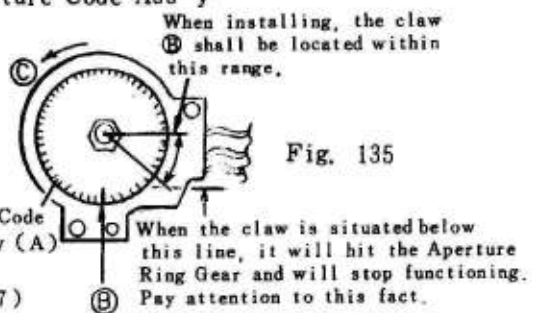 When installing, the claw
Ⓑ shall be located within
this range.
Ⓒ
Fig. 135
Code
(A)
When the claw is situated below
this line, it will hit the Aperture
Ring Gear and will stop functioning.
Pay attention to this fact.
7)
Ⓑ